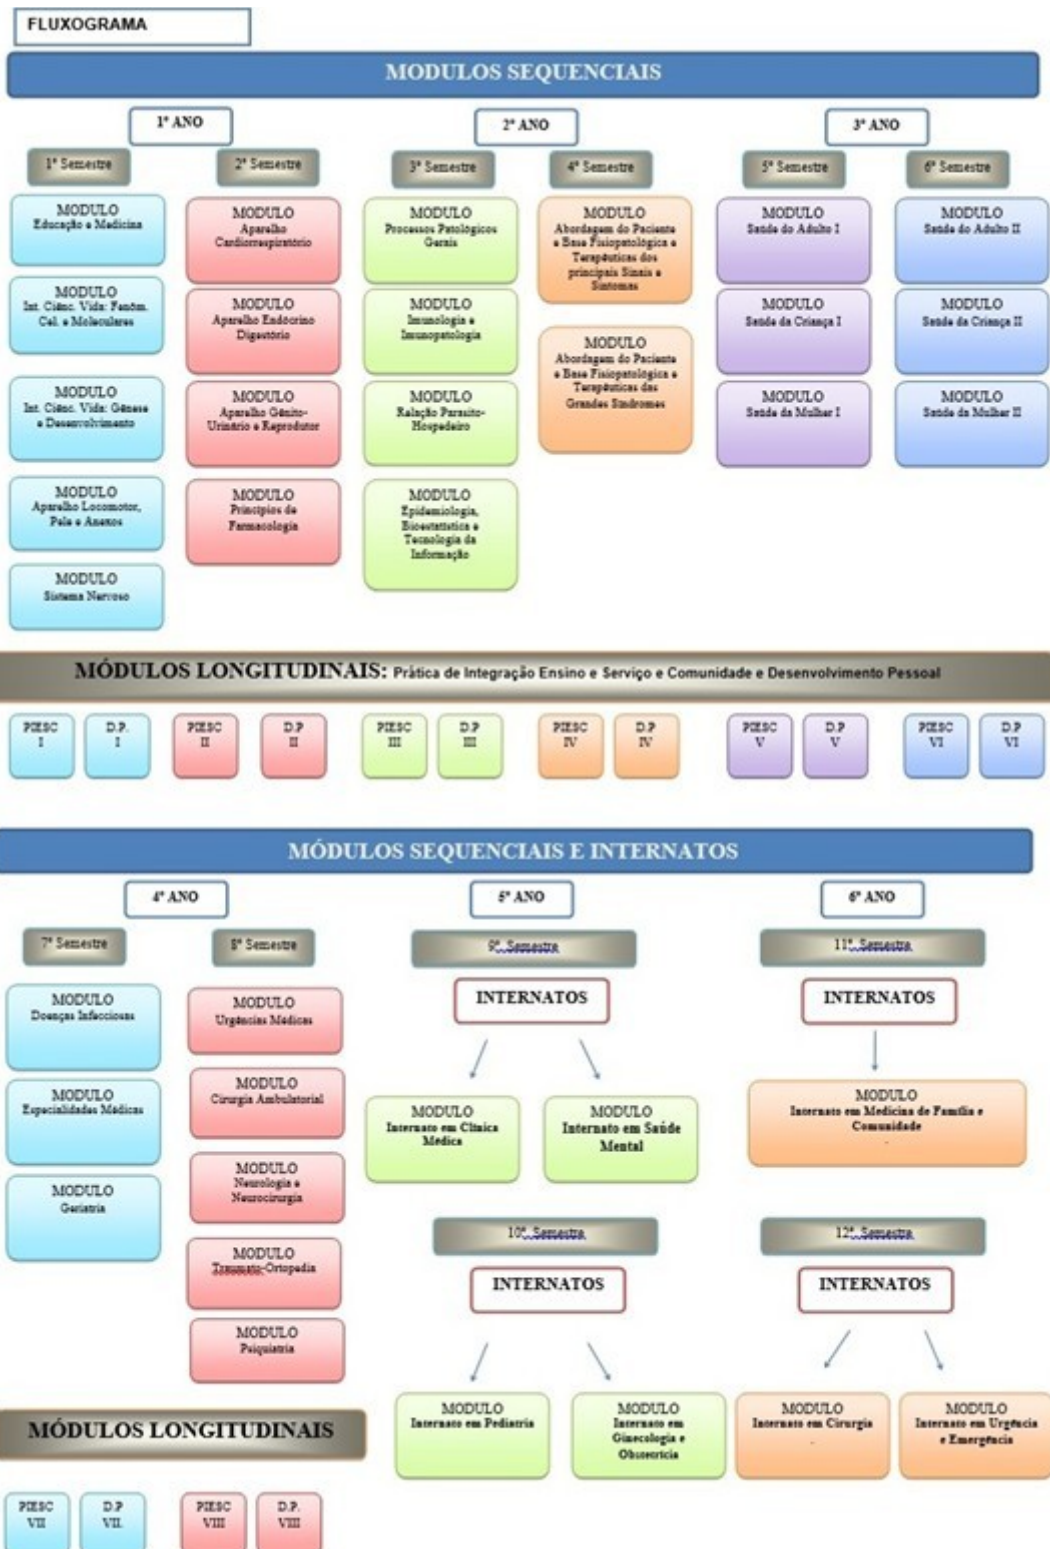 FLUXOGRAMA
MODULOS SEQUENCIAIS
1º ANO
2º ANO
3º ANO
1º Semestre
2º Semestre
3º Semestre
4º Semestre
5º Semestre
6º Semestre
MODULO
Educação e Medicina
MODULO
Int. Ciênc. Vida: Fenôm.
Cel. e Moleculares
MODULO
Int. Ciênc. Vida: Gênese
e Desenvolvimento
MODULO
Aparelho Locomotor,
Pele e Anexos
MODULO
Sistema Nervoso
MODULO
Aparelho
Cardiorrespiratório
MODULO
Aparelho Endócrino
Digestório
MODULO
Aparelho Gênito-
Urinário e Reprodutor
MODULO
Princípios de
Farmacologia
MODULO
Processos Patológicos
Gerais
MODULO
Imunologia e
Imunopatologia
MODULO
Relação Parasito-
Hospedeiro
MODULO
Epidemiologia,
Bioestatística e
Tecnologia da
Informação
MODULO
Abordagem do Paciente
e Base Fisiopatológica e
Terapêuticas dos
principais Sinais e
Sintomas
MODULO
Abordagem do Paciente
e Base Fisiopatológica e
Terapêuticas das
Grandes Síndromes
MODULO
Saúde do Adulto I
MODULO
Saúde da Criança I
MODULO
Saúde da Mulher I
MODULO
Saúde do Adulto II
MODULO
Saúde da Criança II
MODULO
Saúde da Mulher II
MÓDULOS LONGITUDINAIS: Prática de Integração Ensino e Serviço e Comunidade e Desenvolvimento Pessoal
PIESC
I
D.P.
I
PIESC
II
D.P
II
PIESC
III
D.P
III
PIESC
IV
D.P
IV
PIESC
V
D.P
V
PIESC
VI
D.P
VI
MÓDULOS SEQUENCIAIS E INTERNATOS
4º ANO
5º ANO
6º ANO
7º Semestre
8º Semestre
9º. Semestre
11º. Semestre
MODULO
Doenças Infecciosas
MODULO
Especialidades Médicas
MODULO
Geriatria
MODULO
Urgências Médicas
MODULO
Cirurgia Ambulatorial
MODULO
Neurologia e
Neurocirurgia
MODULO
Traumato-Ortopedia
MODULO
Psiquiatria
INTERNATOS
MODULO
Internato em Clínica
Médica
MODULO
Internato em Saúde
Mental
INTERNATOS
MODULO
Internato em Medicina de Família e
Comunidade
.
10º. Semestre
12º. Semestre
INTERNATOS
MODULO
Internato em Pediatria
MODULO
Internato em
Ginecologia e
Obstetrícia
INTERNATOS
MODULO
Internato em Cirurgia
.
MODULO
Internato em Urgência
e Emergência
MÓDULOS LONGITUDINAIS
PIESC
VII
D.P
VII.
PIESC
VIII
D.P.
VIII